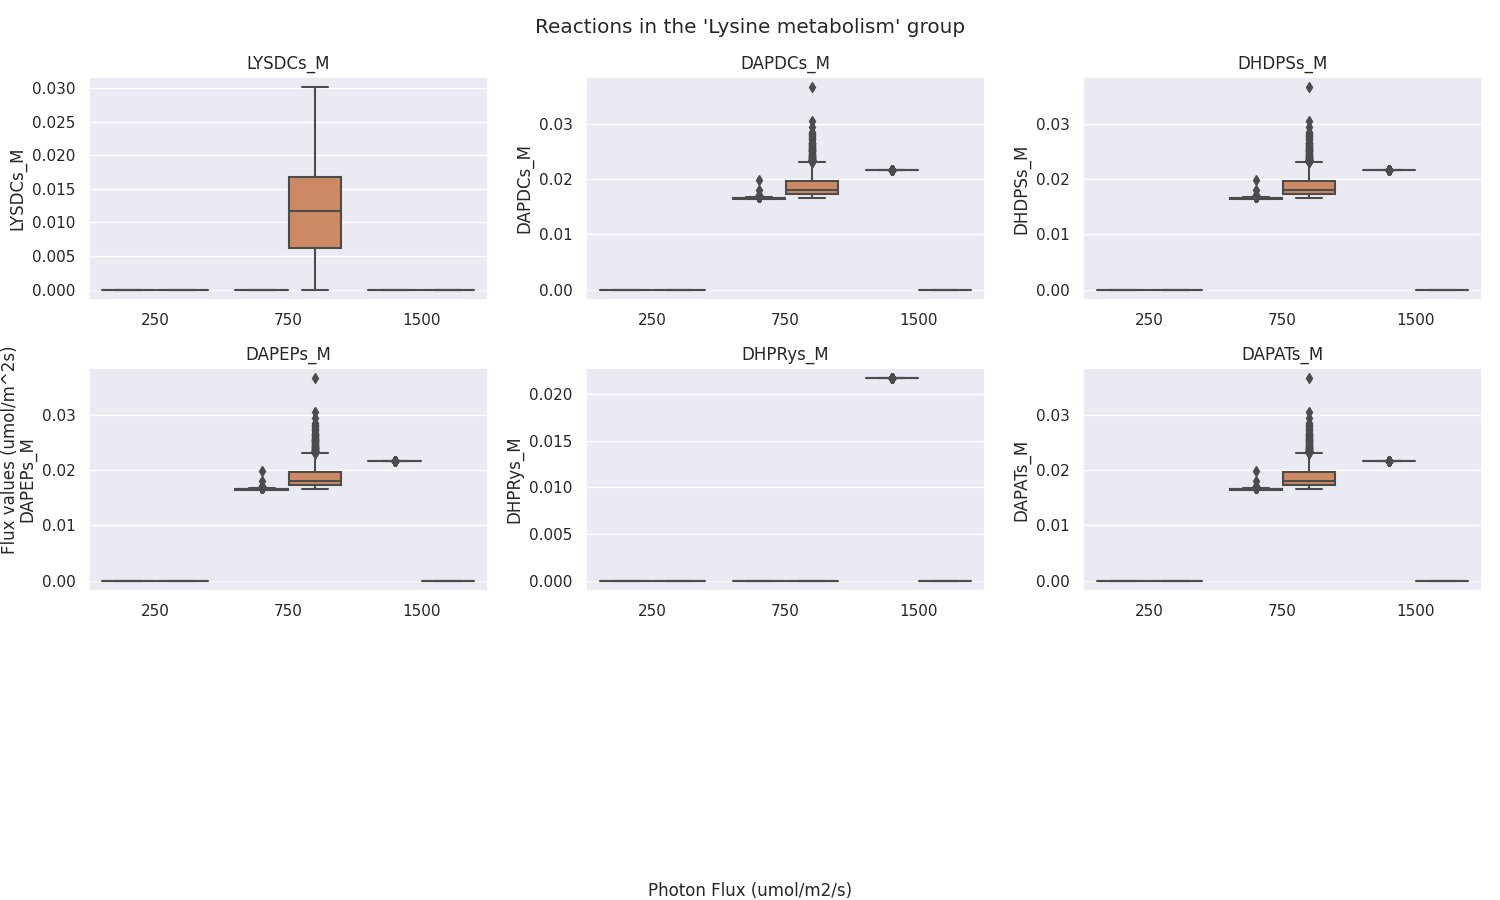 Reactions in the 'Lysine metabolism' group
LYSDCs_M
LYSDCs_M
0.030
0.025
0.020
0.015
0.010
0.005
0.000
250 750 1500
DAPDCs_M
DAPDCs_M
0.03
0.02
0.01
0.00
250 750 1500
DHDPSs_M
DHDPSs_M
0.03
0.02
0.01
0.00
250 750 1500
Flux values (umol/m^2s)
DAPEPs_M
DAPEPs_M
0.03
0.02
0.01
0.00
250 750 1500
DHPRys_M
DHPRys_M
0.020
0.015
0.010
0.005
0.000
250 750 1500
DAPATs_M
DAPATs_M
0.03
0.02
0.01
0.00
250 750 1500
Photon Flux (umol/m2/s)